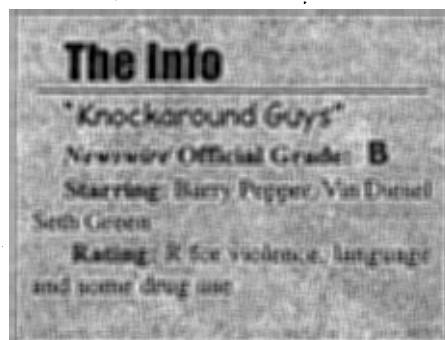 The Info
"Knockaround Guys"
Newswire Official Grade: B
Starring: Barry Pepper, Vin Diesel
Seth Green
Rating: R for violence, language
and some drug use